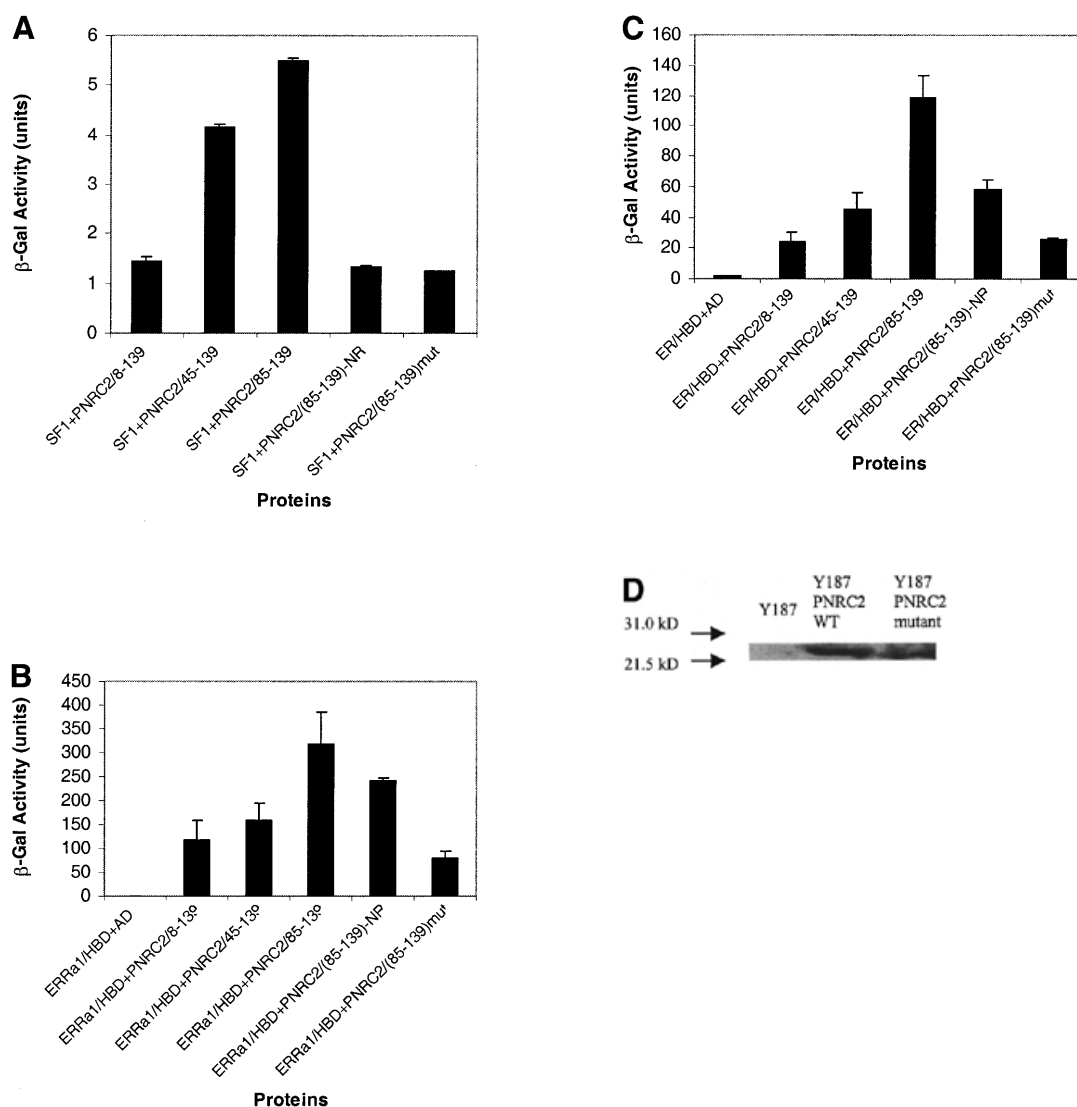 A
6
5
4
3
2
1
0
β-Gal Activity (units)
SF1+PNRC2/8-139
SF1+PNRC2/45-139
SF1+PNRC2/85-139
SF1+PNRC2/(85-139)-NR
SF1+PNRC2/(85-139)mut
Proteins
B
450
400
350
300
250
200
150
100
50
0
β-Gal Activity (units)
ERRa1/HBD+AD
ERRa1/HBD+PNRC2/8-139
ERRa1/HBD+PNRC2/45-139
ERRa1/HBD+PNRC2/85-139
ERRa1/HBD+PNRC2/(85-139)-NR
ERRa1/HBD+PNRC2/(85-139)mut
Proteins
C
160
140
120
100
80
60
40
20
0
β-Gal Activity (units)
ER/HBD+AD
ER/HBD+PNRC2/8-139
ER/HBD+PNRC2/45-139
ER/HBD+PNRC2/85-139
ER/HBD+PNRC2/(85-139)-NR
ER/HBD+PNRC2/(85-139)mut
Proteins
D
31.0 kD
21.5 kD
Y187
Y187
PNRC2
WT
Y187
PNRC2
mutant